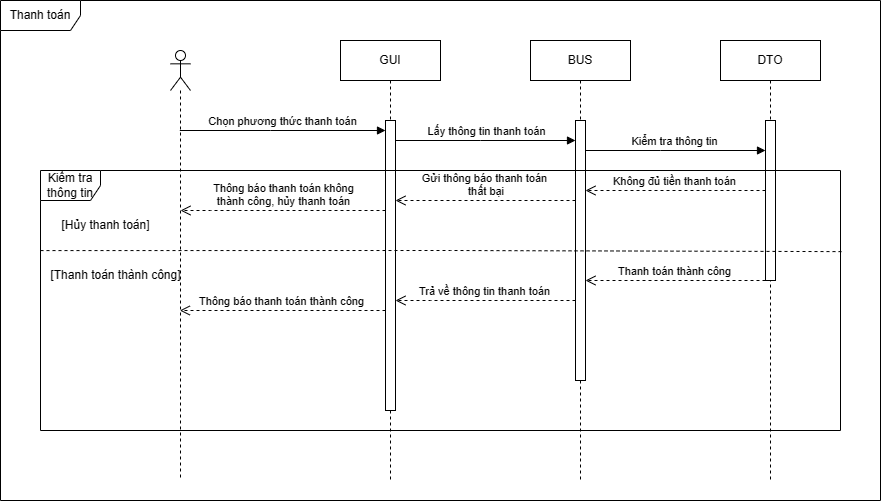 Thanh toán
GUI
BUS
DTO
Chọn phương thức thanh toán
Lấy thông tin thanh toán
Kiểm tra thông tin
Kiểm tra
thông tin
Không đủ tiền thanh toán
Gửi thông báo thanh toán
thất bại
Thông báo thanh toán không
thành công, hủy thanh toán
[Hủy thanh toán]
[Thanh toán thành công]
Thanh toán thành công
Trả về thông tin thanh toán
Thông báo thanh toán thành công